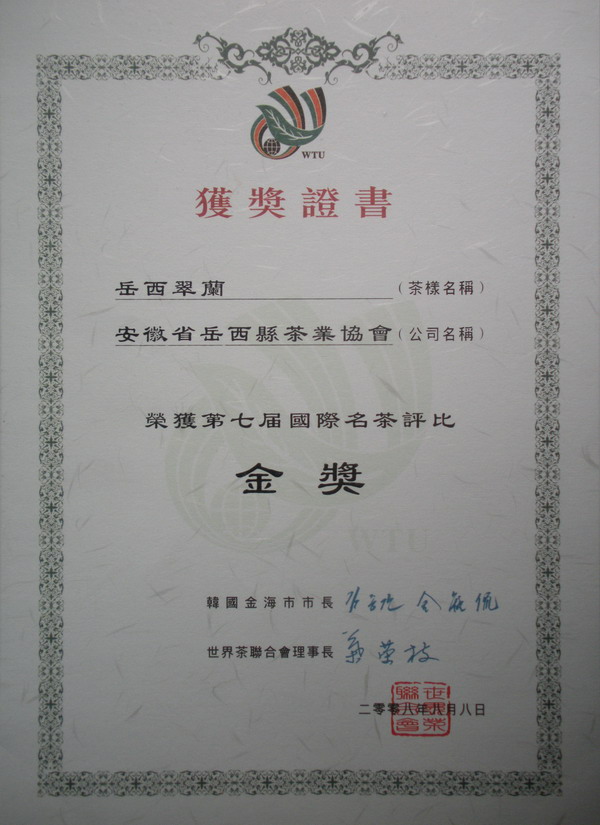 WTU
獲獎證書
岳西翠蘭（茶樣名稱）
安徽省岳西縣茶業協會（公司名稱）
榮獲第七屆國際名茶評比
金獎
韓國金海市市長
世界茶聯合會理事長
二零零八年八月八日